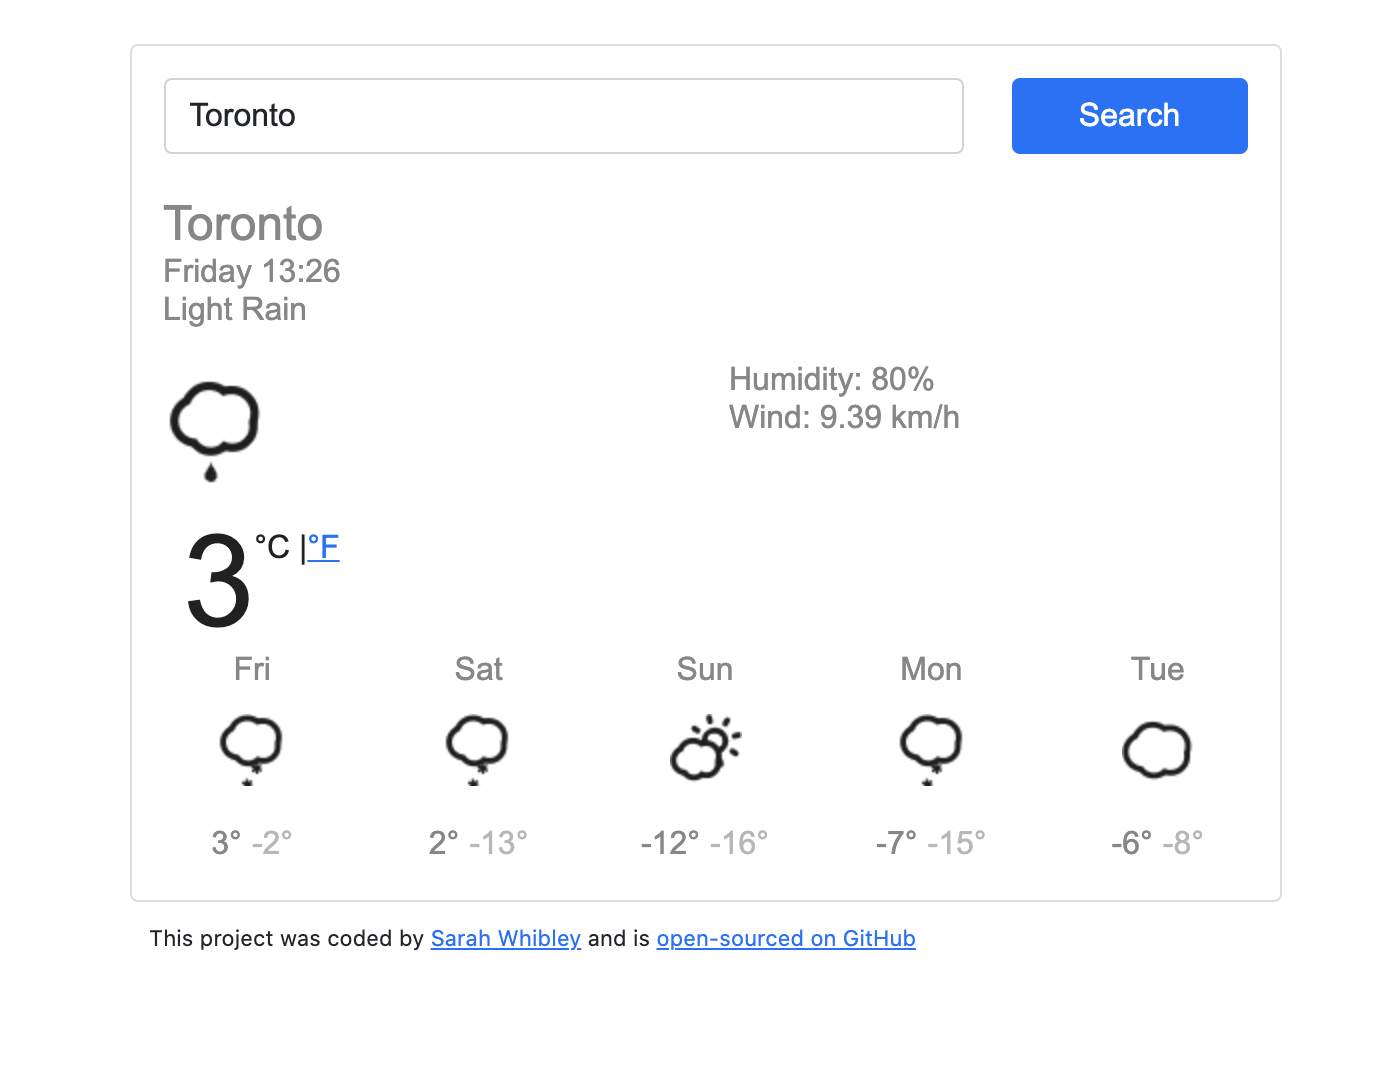 Toronto
Search
Toronto
Friday 13:26
Light Rain
Humidity: 80%
Wind: 9.39 km/h
3 °C |°F
Fri Sat Sun Mon Tue
3° -2° 2° -13° -12° -16° -7° -15° -6° -8°
This project was coded by Sarah Whibley and is open-sourced on GitHub